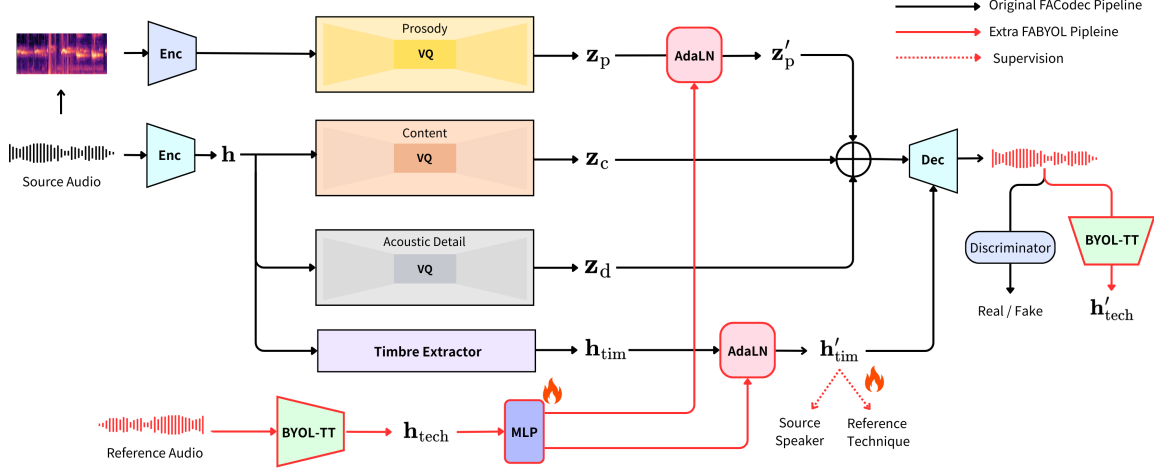 Original FACodec Pipeline
Extra FABYOL Pipleine
Supervision
Prosody
VQ
Enc
z_p
AdaLN
z'_p
Content
VQ
Enc
h
z_c
Dec
Source Audio
Acoustic Detail
VQ
z_d
Discriminator
BYOL-TT
Real / Fake
h'_tech
Timbre Extractor
h_tim
AdaLN
h'_tim
Reference Audio
BYOL-TT
h_tech
MLP
Source
Speaker
Reference
Technique